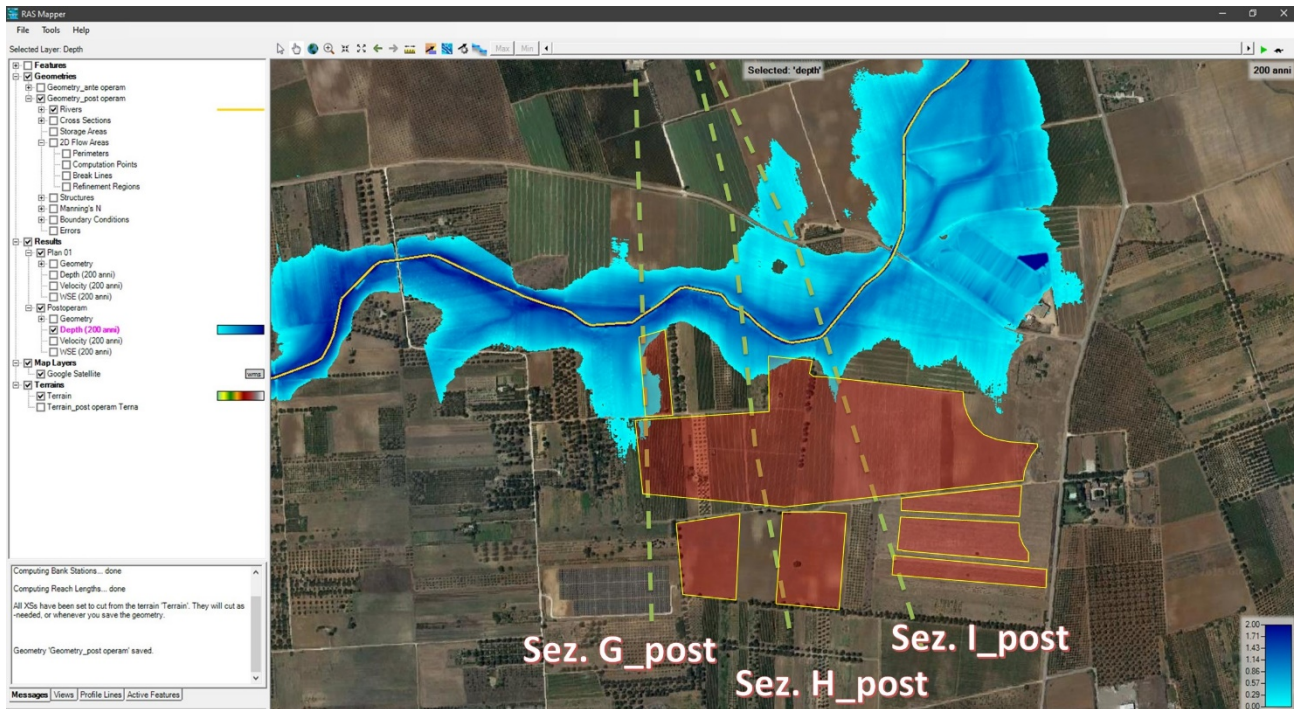 RAS Mapper
File Tools Help
Selected Layer: Depth
Max Min
Features
Geometries
Geometry_ante operam
Geometry_post operam
Rivers
Cross Sections
Storage Areas
2D Flow Areas
Perimeters
Computation Points
Break Lines
Refinement Regions
Structures
Manning's N
Boundary Conditions
Errors
Results
Plan 01
Geometry
Depth (200 anni)
Velocity (200 anni)
WSE (200 anni)
Postoperam
Geometry
Depth (200 anni)
Velocity (200 anni)
WSE (200 anni)
Map Layers
Google Satellite wms
Terrains
Terrain
Terrain_post operam Terna
Computing Bank Stations... done
Computing Reach Lengths... done
All XSs have been set to cut from the terrain 'Terrain'. They will cut as
-needed, or whenever you save the geometry.
Geometry 'Geometry_post operam' saved.
Messages Views Profile Lines Active Features
Selected: 'depth'
200 anni
Sez. G_post
Sez. H_post
Sez. I_post
2.00
1.71
1.43
1.14
0.86
0.57
0.29
0.00